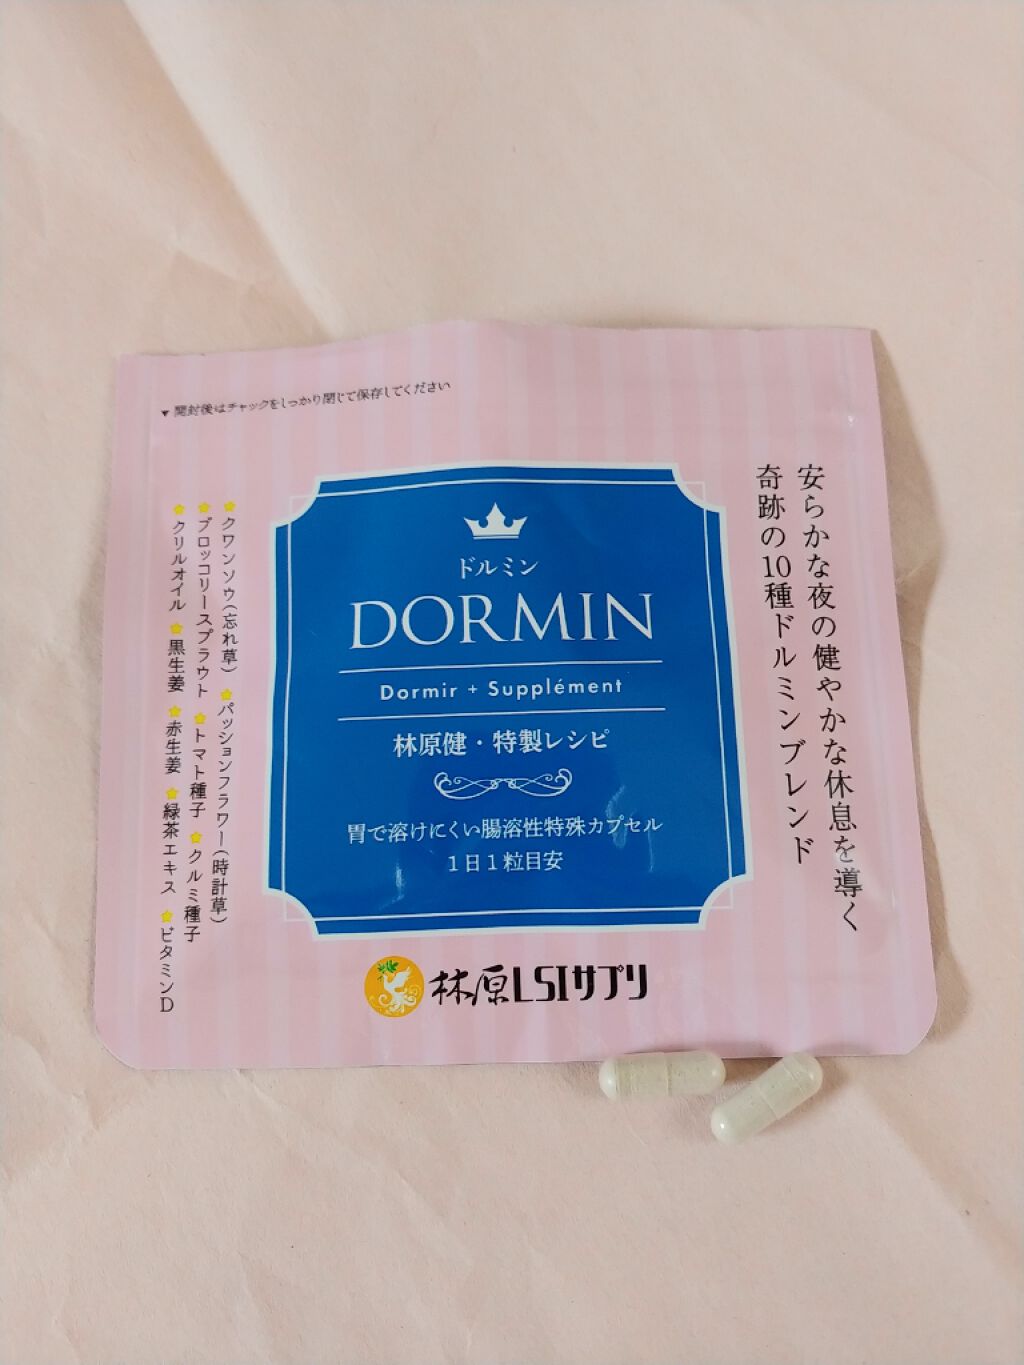 ▼開封後はチャックをしっかり閉じて保存してください
安らかな夜の健やかな休息を導く
奇跡の10種ドルミンブレンド
ドルミン
DORMIN
Dormir + Supplément
林原健・特製レシピ
胃で溶けにくい腸溶性特殊カプセル
1日1粒目安
★クワンソウ(忘れ草) ★パッションフラワー(時計草)
★ブロッコリースプラウト ★トマト種子 ★クルミ種子
★クリルオイル ★黒生姜 ★赤生姜 ★緑茶エキス ★ビタミンD
林原LSIサプリ